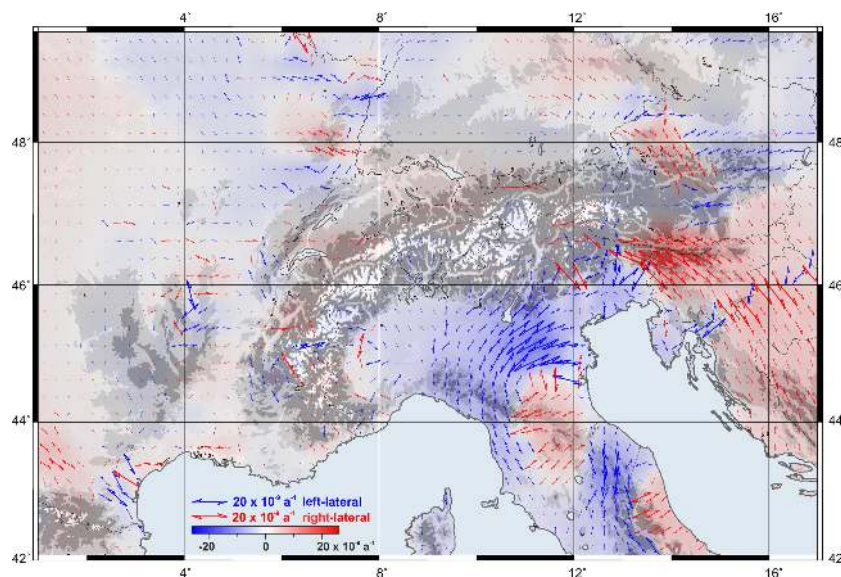 4° 8° 12° 16°
48° 48°
46° 46°
44° 44°
20 x 10⁻⁹ a⁻¹ left-lateral
20 x 10⁻⁹ a⁻¹ right-lateral
-20 0 20 x 10⁻⁹ a⁻¹
42° 42°
4° 8° 12° 16°